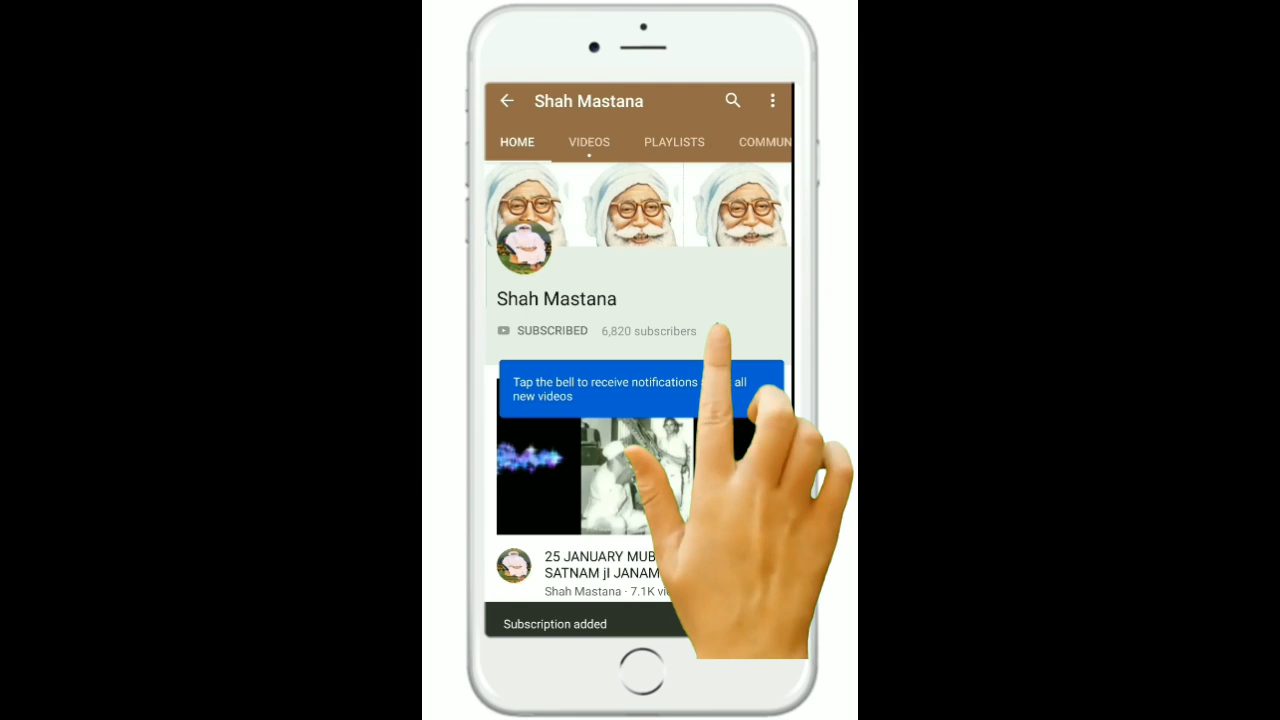 Shah Mastana
HOME VIDEOS PLAYLISTS COMMUN
Shah Mastana
SUBSCRIBED 6,820 subscribers
Tap the bell to receive notifications all
new videos
25 JANUARY MUB
SATNAM jI JANAM
Shah Mastana · 7.1K vie
Subscription added